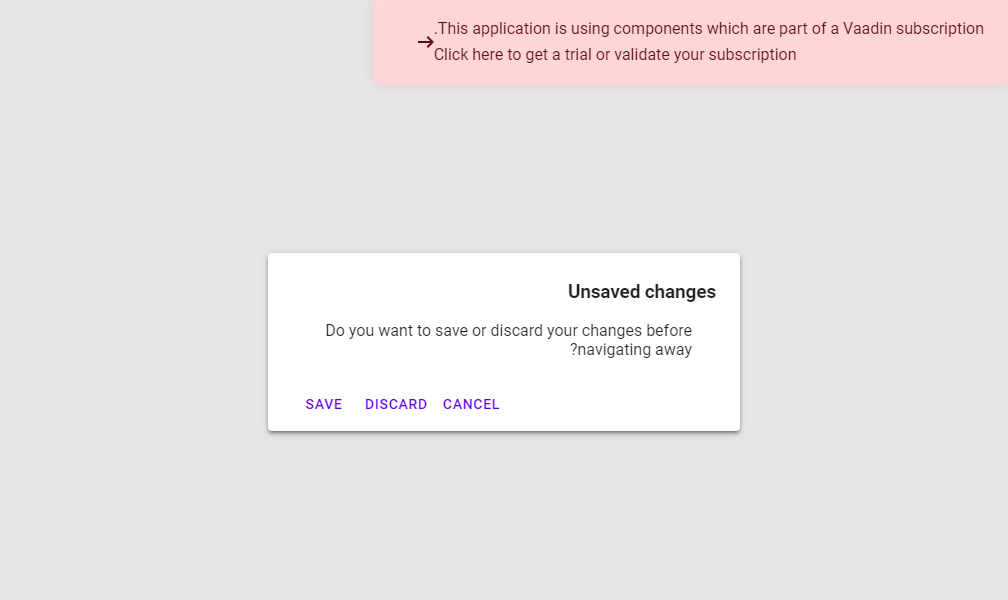 .This application is using components which are part of a Vaadin subscription
Click here to get a trial or validate your subscription
Unsaved changes
Do you want to save or discard your changes before
?navigating away
SAVE DISCARD CANCEL